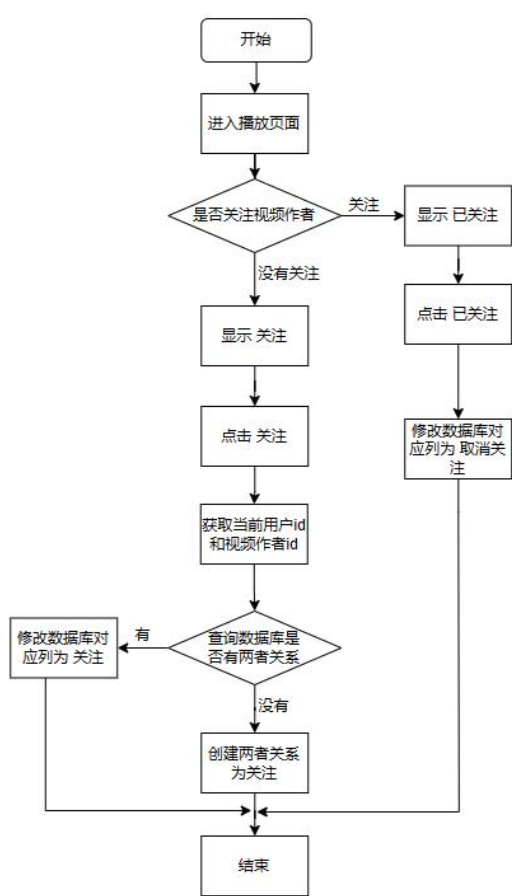 开始
进入播放页面
是否关注视频作者
关注
显示 已关注
没有关注
点击 已关注
显示 关注
点击 关注
修改数据库对
应列为 取消关
注
获取当前用户id
和视频作者id
修改数据库对
应列为 关注
有
查询数据库是
否有两者关系
没有
创建两者关系
为关注
结束